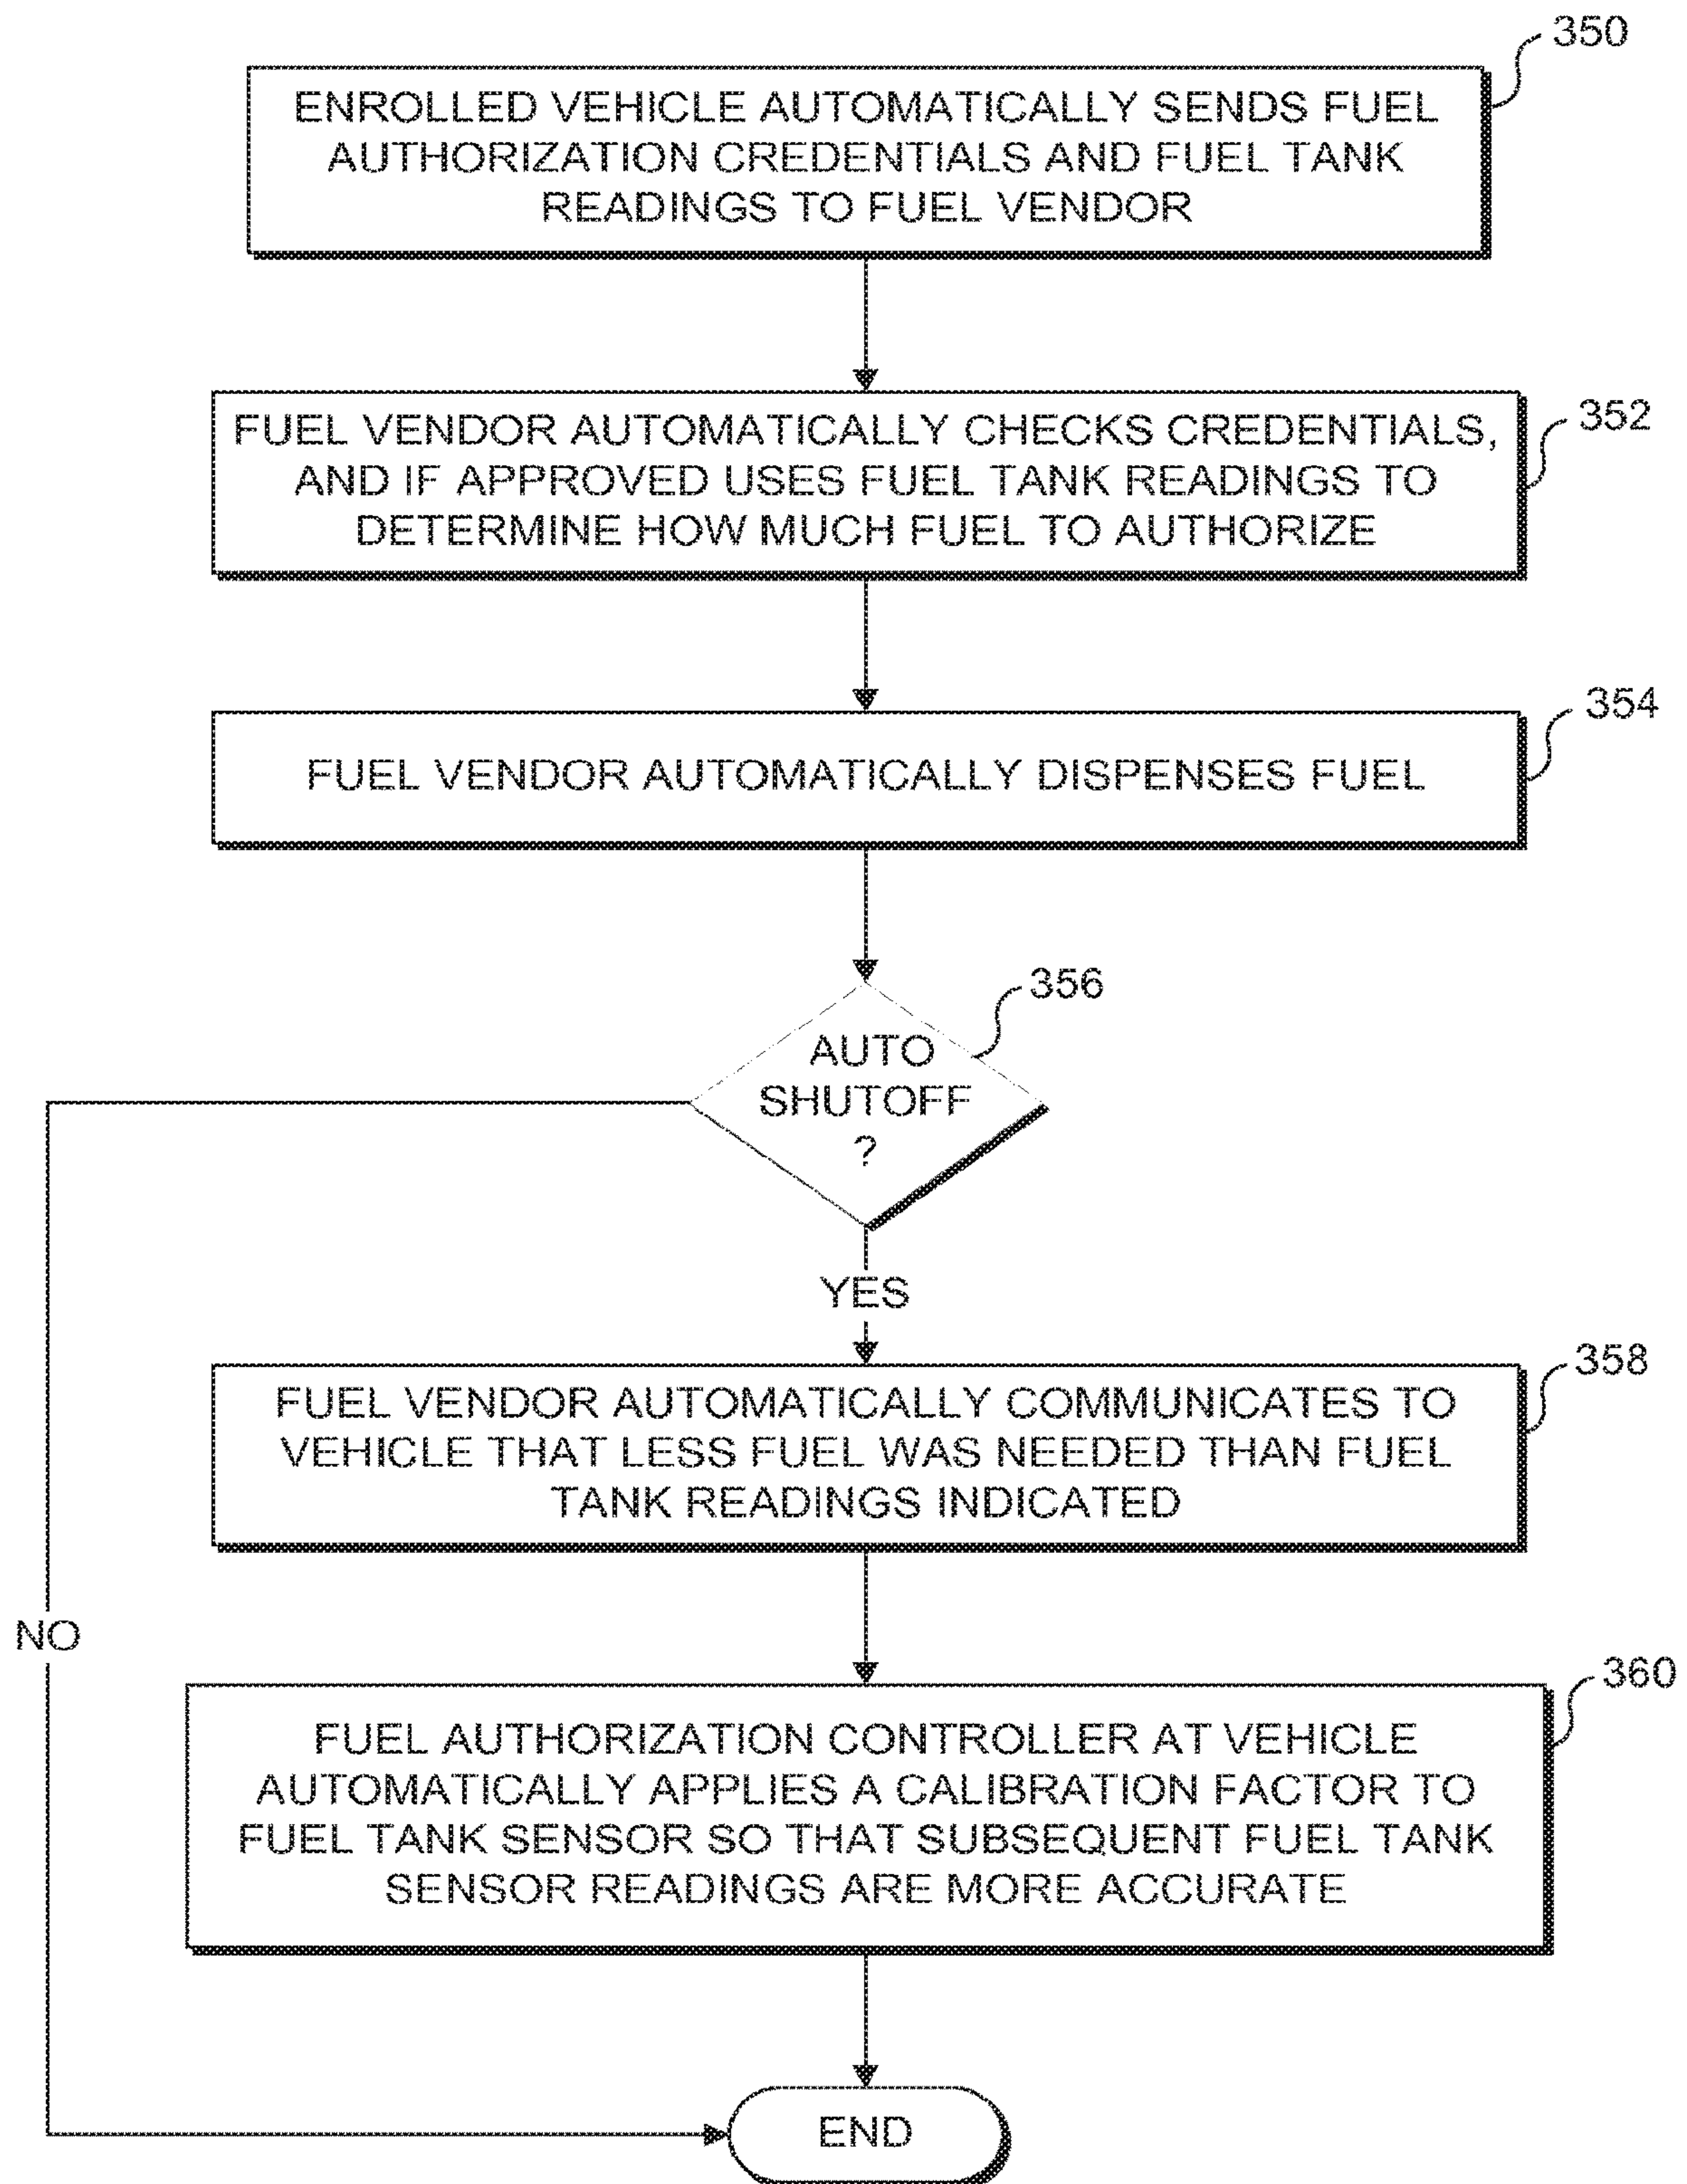 350
ENROLLED VEHICLE AUTOMATICALLY SENDS FUEL
AUTHORIZATION CREDENTIALS AND FUEL TANK
READINGS TO FUEL VENDOR
352
FUEL VENDOR AUTOMATICALLY CHECKS CREDENTIALS,
AND IF APPROVED USES FUEL TANK READINGS TO
DETERMINE HOW MUCH FUEL TO AUTHORIZE
354
FUEL VENDOR AUTOMATICALLY DISPENSES FUEL
356
AUTO
SHUTOFF
?
YES
358
FUEL VENDOR AUTOMATICALLY COMMUNICATES TO
VEHICLE THAT LESS FUEL WAS NEEDED THAN FUEL
TANK READINGS INDICATED
NO
360
FUEL AUTHORIZATION CONTROLLER AT VEHICLE
AUTOMATICALLY APPLIES A CALIBRATION FACTOR TO
FUEL TANK SENSOR SO THAT SUBSEQUENT FUEL TANK
SENSOR READINGS ARE MORE ACCURATE
END